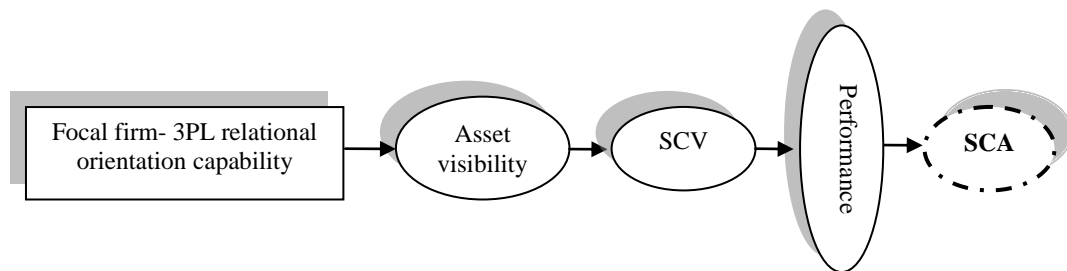 Focal firm- 3PL relational
orientation capability
Asset
visibility
SCV
Performance
SCA